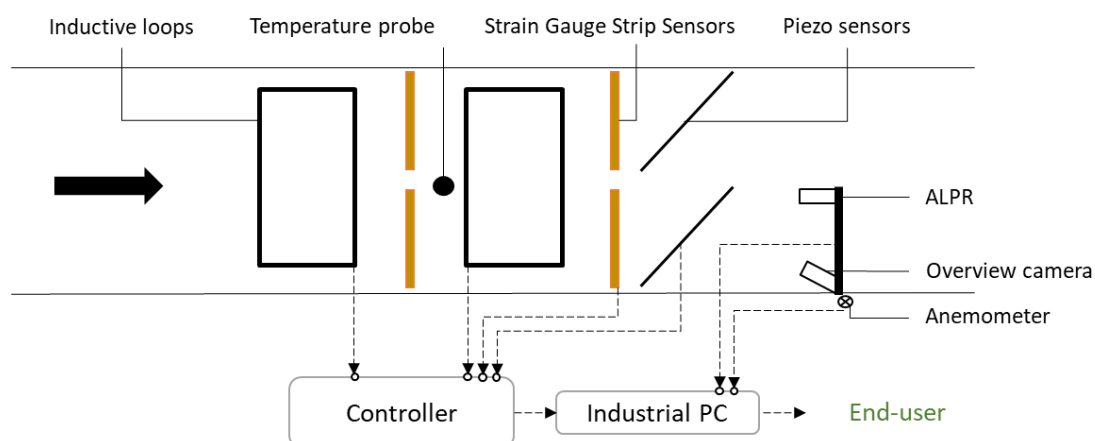 Inductive loops
Temperature probe
Strain Gauge Strip Sensors
Piezo sensors
ALPR
Overview camera
Anemometer
Controller
Industrial PC
End-user